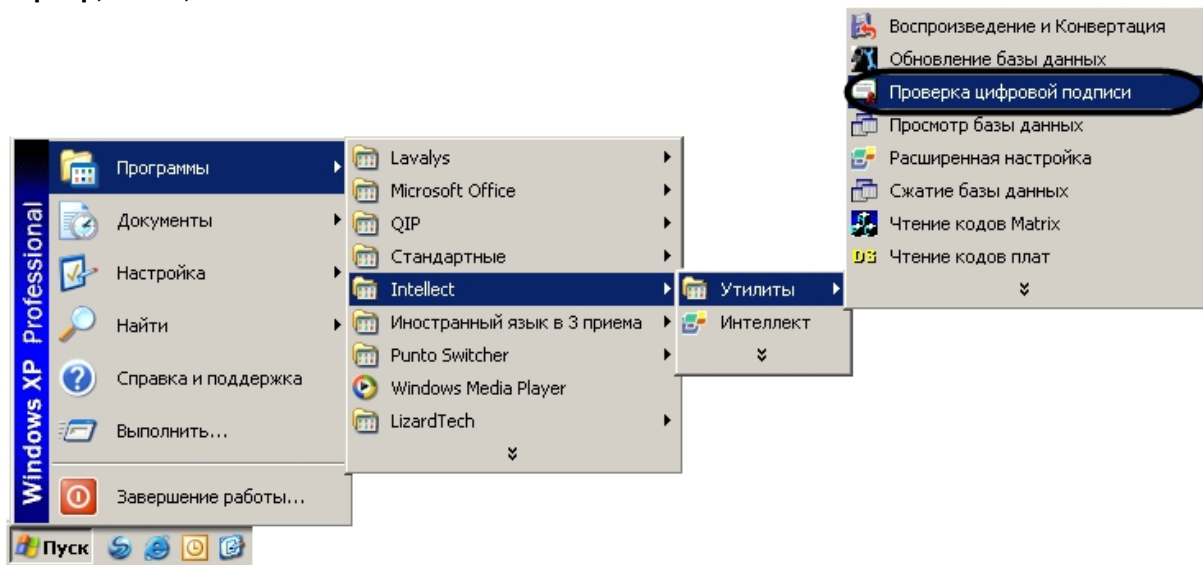 Воспроизведение и Конвертация
Обновление базы данных
Проверка цифровой подписи
Просмотр базы данных
Расширенная настройка
Сжатие базы данных
Чтение кодов Matrix
DS Чтение кодов плат
Windows XP Professional
Программы
Документы
Настройка
Найти
Справка и поддержка
Выполнить...
Завершение работы...
Lavalys
Microsoft Office
QIP
Стандартные
Intellect
Иностранный язык в 3 приема
Punto Switcher
Windows Media Player
LizardTech
Утилиты
Интеллект
Пуск